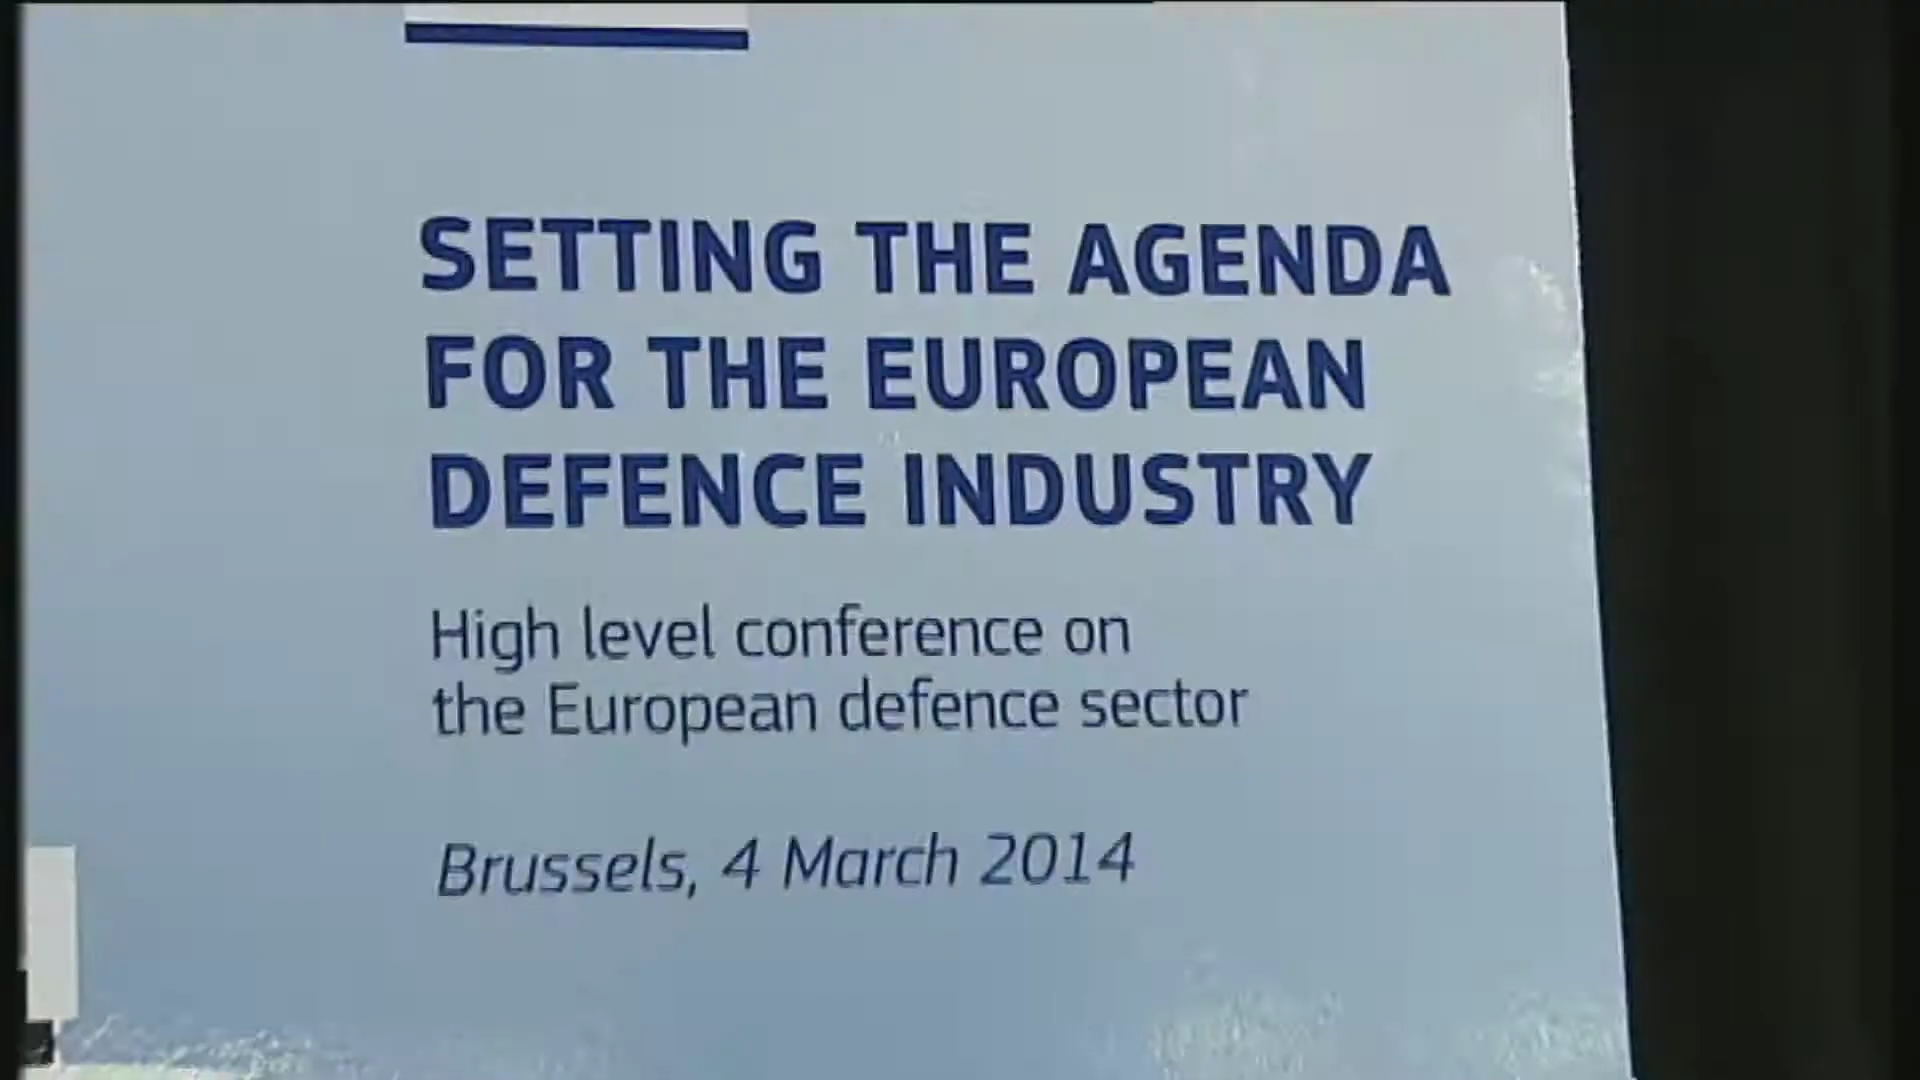 SETTING THE AGENDA
FOR THE EUROPEAN
DEFENCE INDUSTRY
High level conference on
the European defence sector
Brussels, 4 March 2014